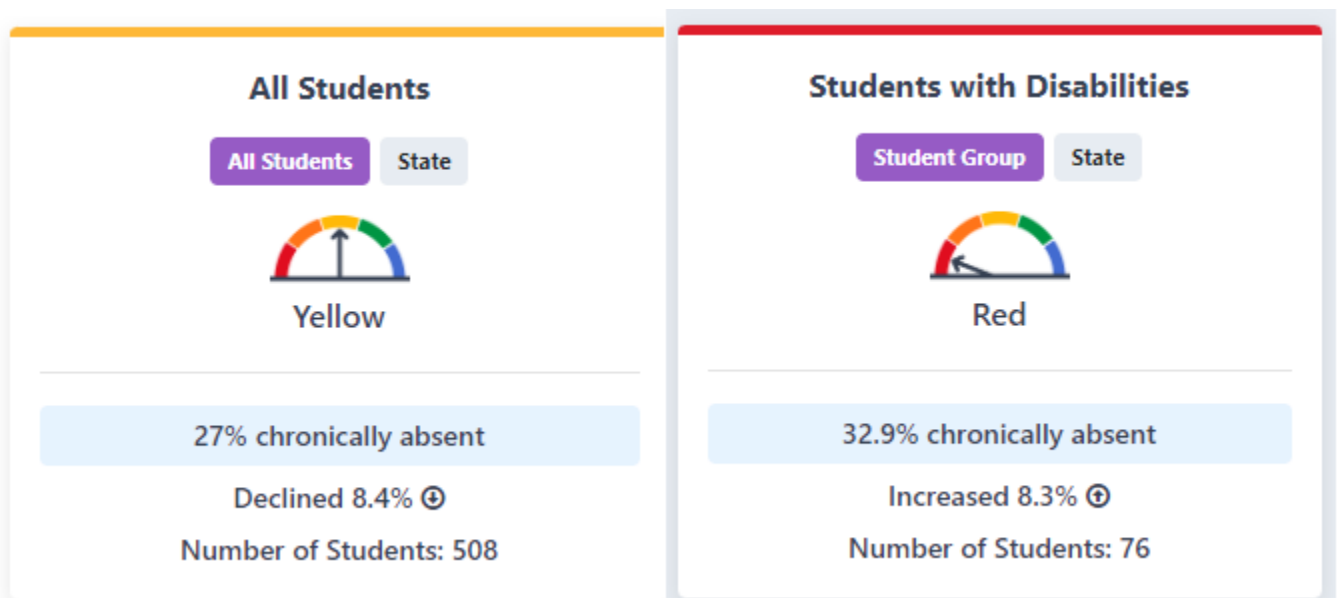 All Students
All Students State
Yellow
27% chronically absent
Declined 8.4%
Number of Students: 508
Students with Disabilities
Student Group State
Red
32.9% chronically absent
Increased 8.3%
Number of Students: 76